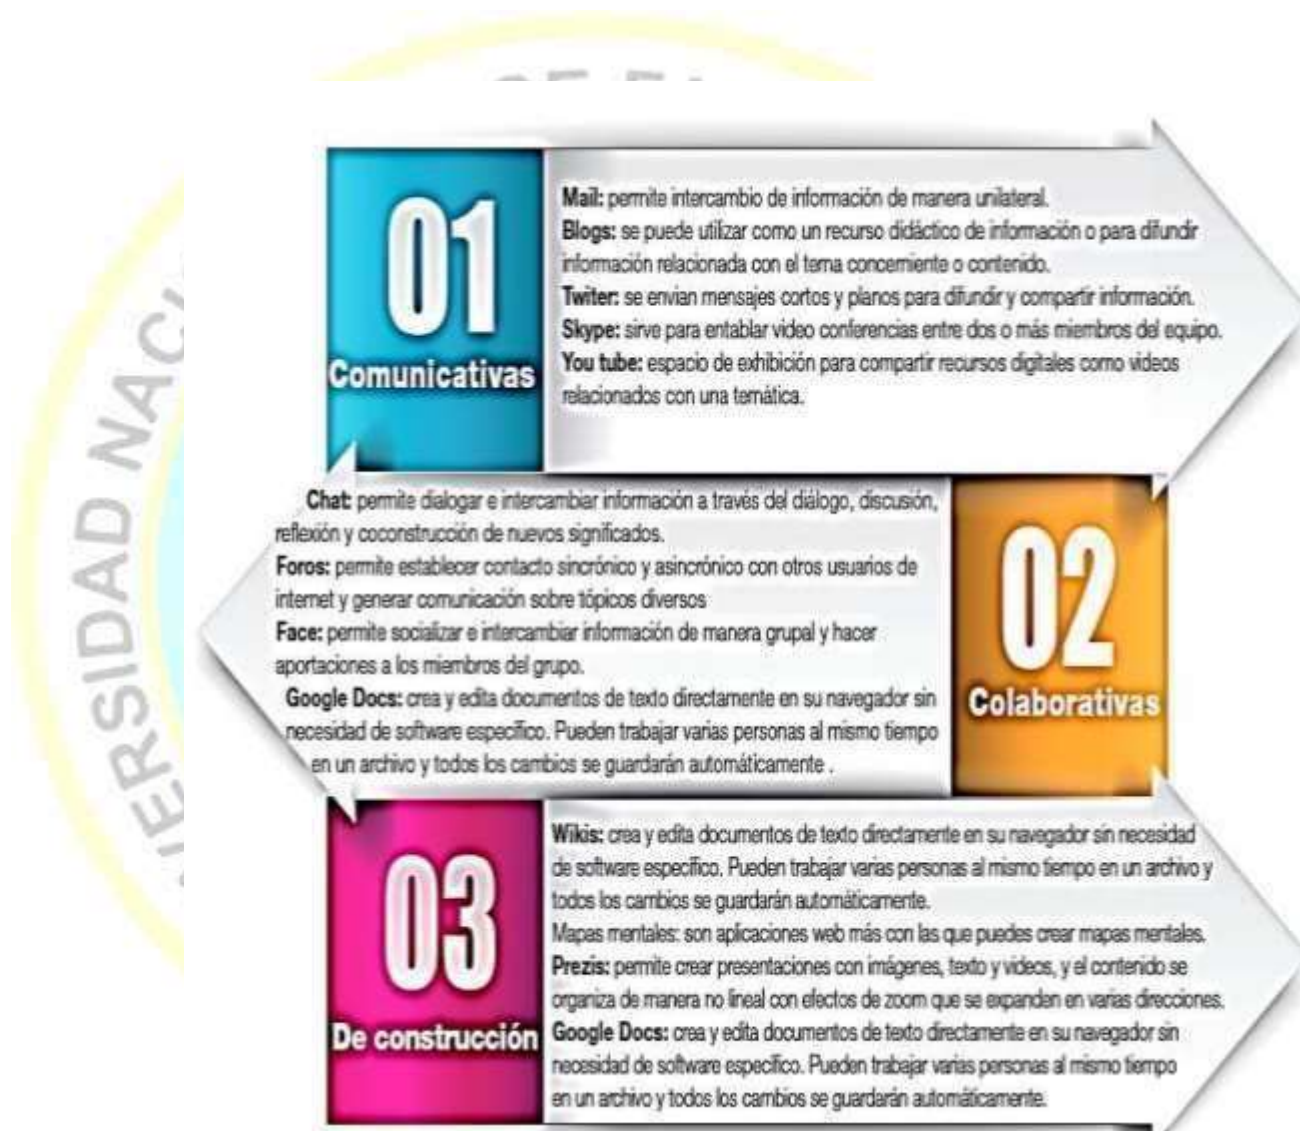 DE
UNIVERSIDAD NACI
01
Comunicativas
Mail: permite intercambio de información de manera unilateral.
Blogs: se puede utilizar como un recurso didáctico de información o para difundir
información relacionada con el tema concerniente o contenido.
Twiter: se envian mensajes cortos y planos para difundir y compartir información.
Skype: sirve para entablar video conferencias entre dos o más miembros del equipo.
You tube: espacio de exhibición para compartir recursos digitales como videos
relacionados con una temática.
Chat: permite dialogar e intercambiar información a través del diálogo, discusión,
reflexión y coconstrucción de nuevos significados.
Foros: permite establecer contacto sincrónico y asincrónico con otros usuarios de
internet y generar comunicación sobre tópicos diversos
Face: permite socializar e intercambiar información de manera grupal y hacer
aportaciones a los miembros del grupo.
Google Docs: crea y edita documentos de texto directamente en su navegador sin
necesidad de software específico. Pueden trabajar varias personas al mismo tiempo
en un archivo y todos los cambios se guardarán automáticamente .
02
Colaborativas
03
De construcción
Wikis: crea y edita documentos de texto directamente en su navegador sin necesidad
de software específico. Pueden trabajar varias personas al mismo tiempo en un archivo y
todos los cambios se guardarán automáticamente.
Mapas mentales: son aplicaciones web más con las que puedes crear mapas mentales.
Prezis: permite crear presentaciones con imágenes, texto y videos, y el contenido se
organiza de manera no lineal con efectos de zoom que se expanden en varias direcciones.
Google Docs: crea y edita documentos de texto directamente en su navegador sin
necesidad de software específico. Pueden trabajar varias personas al mismo tiempo
en un archivo y todos los cambios se guardarán automáticamente.